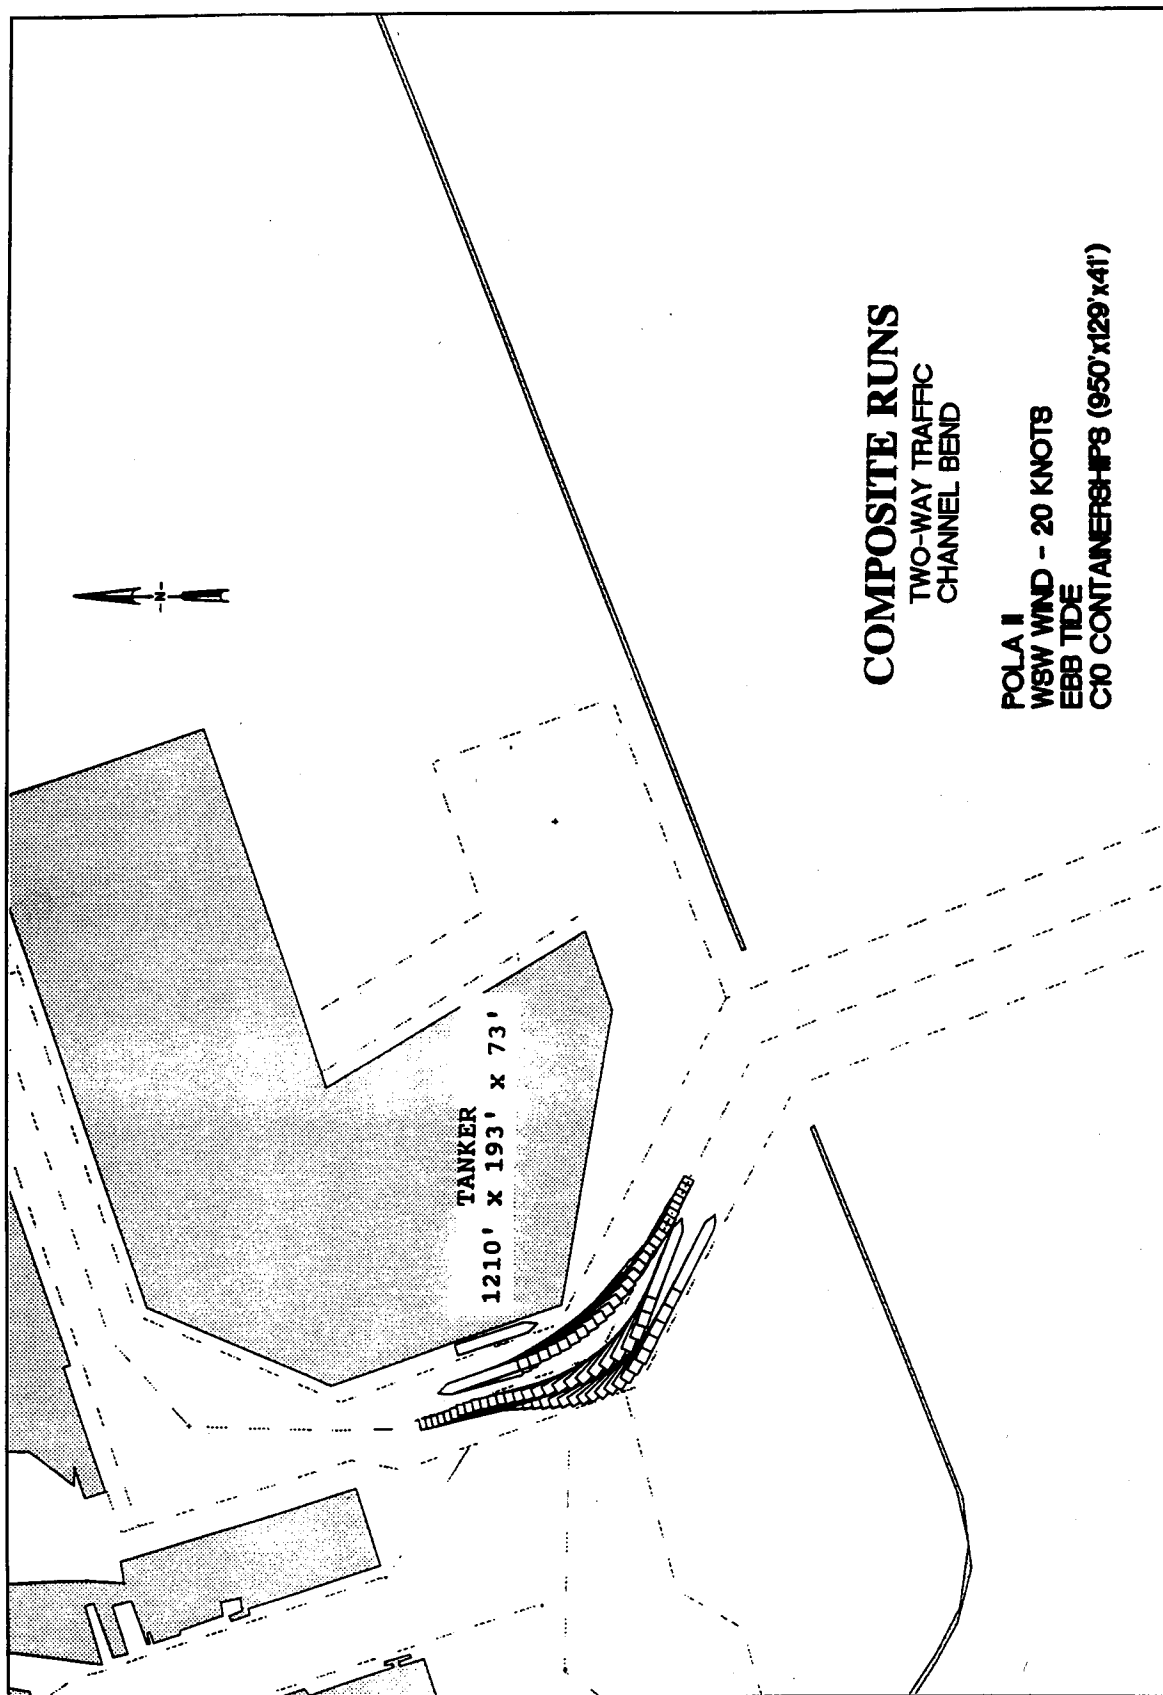 -N-
TANKER
1210' x 193' x 73'
COMPOSITE RUNS
TWO-WAY TRAFFIC
CHANNEL BEND
POLA II
WSW WIND - 20 KNOTS
EBB TIDE
C10 CONTAINERSHIPS (950'x129'x41')